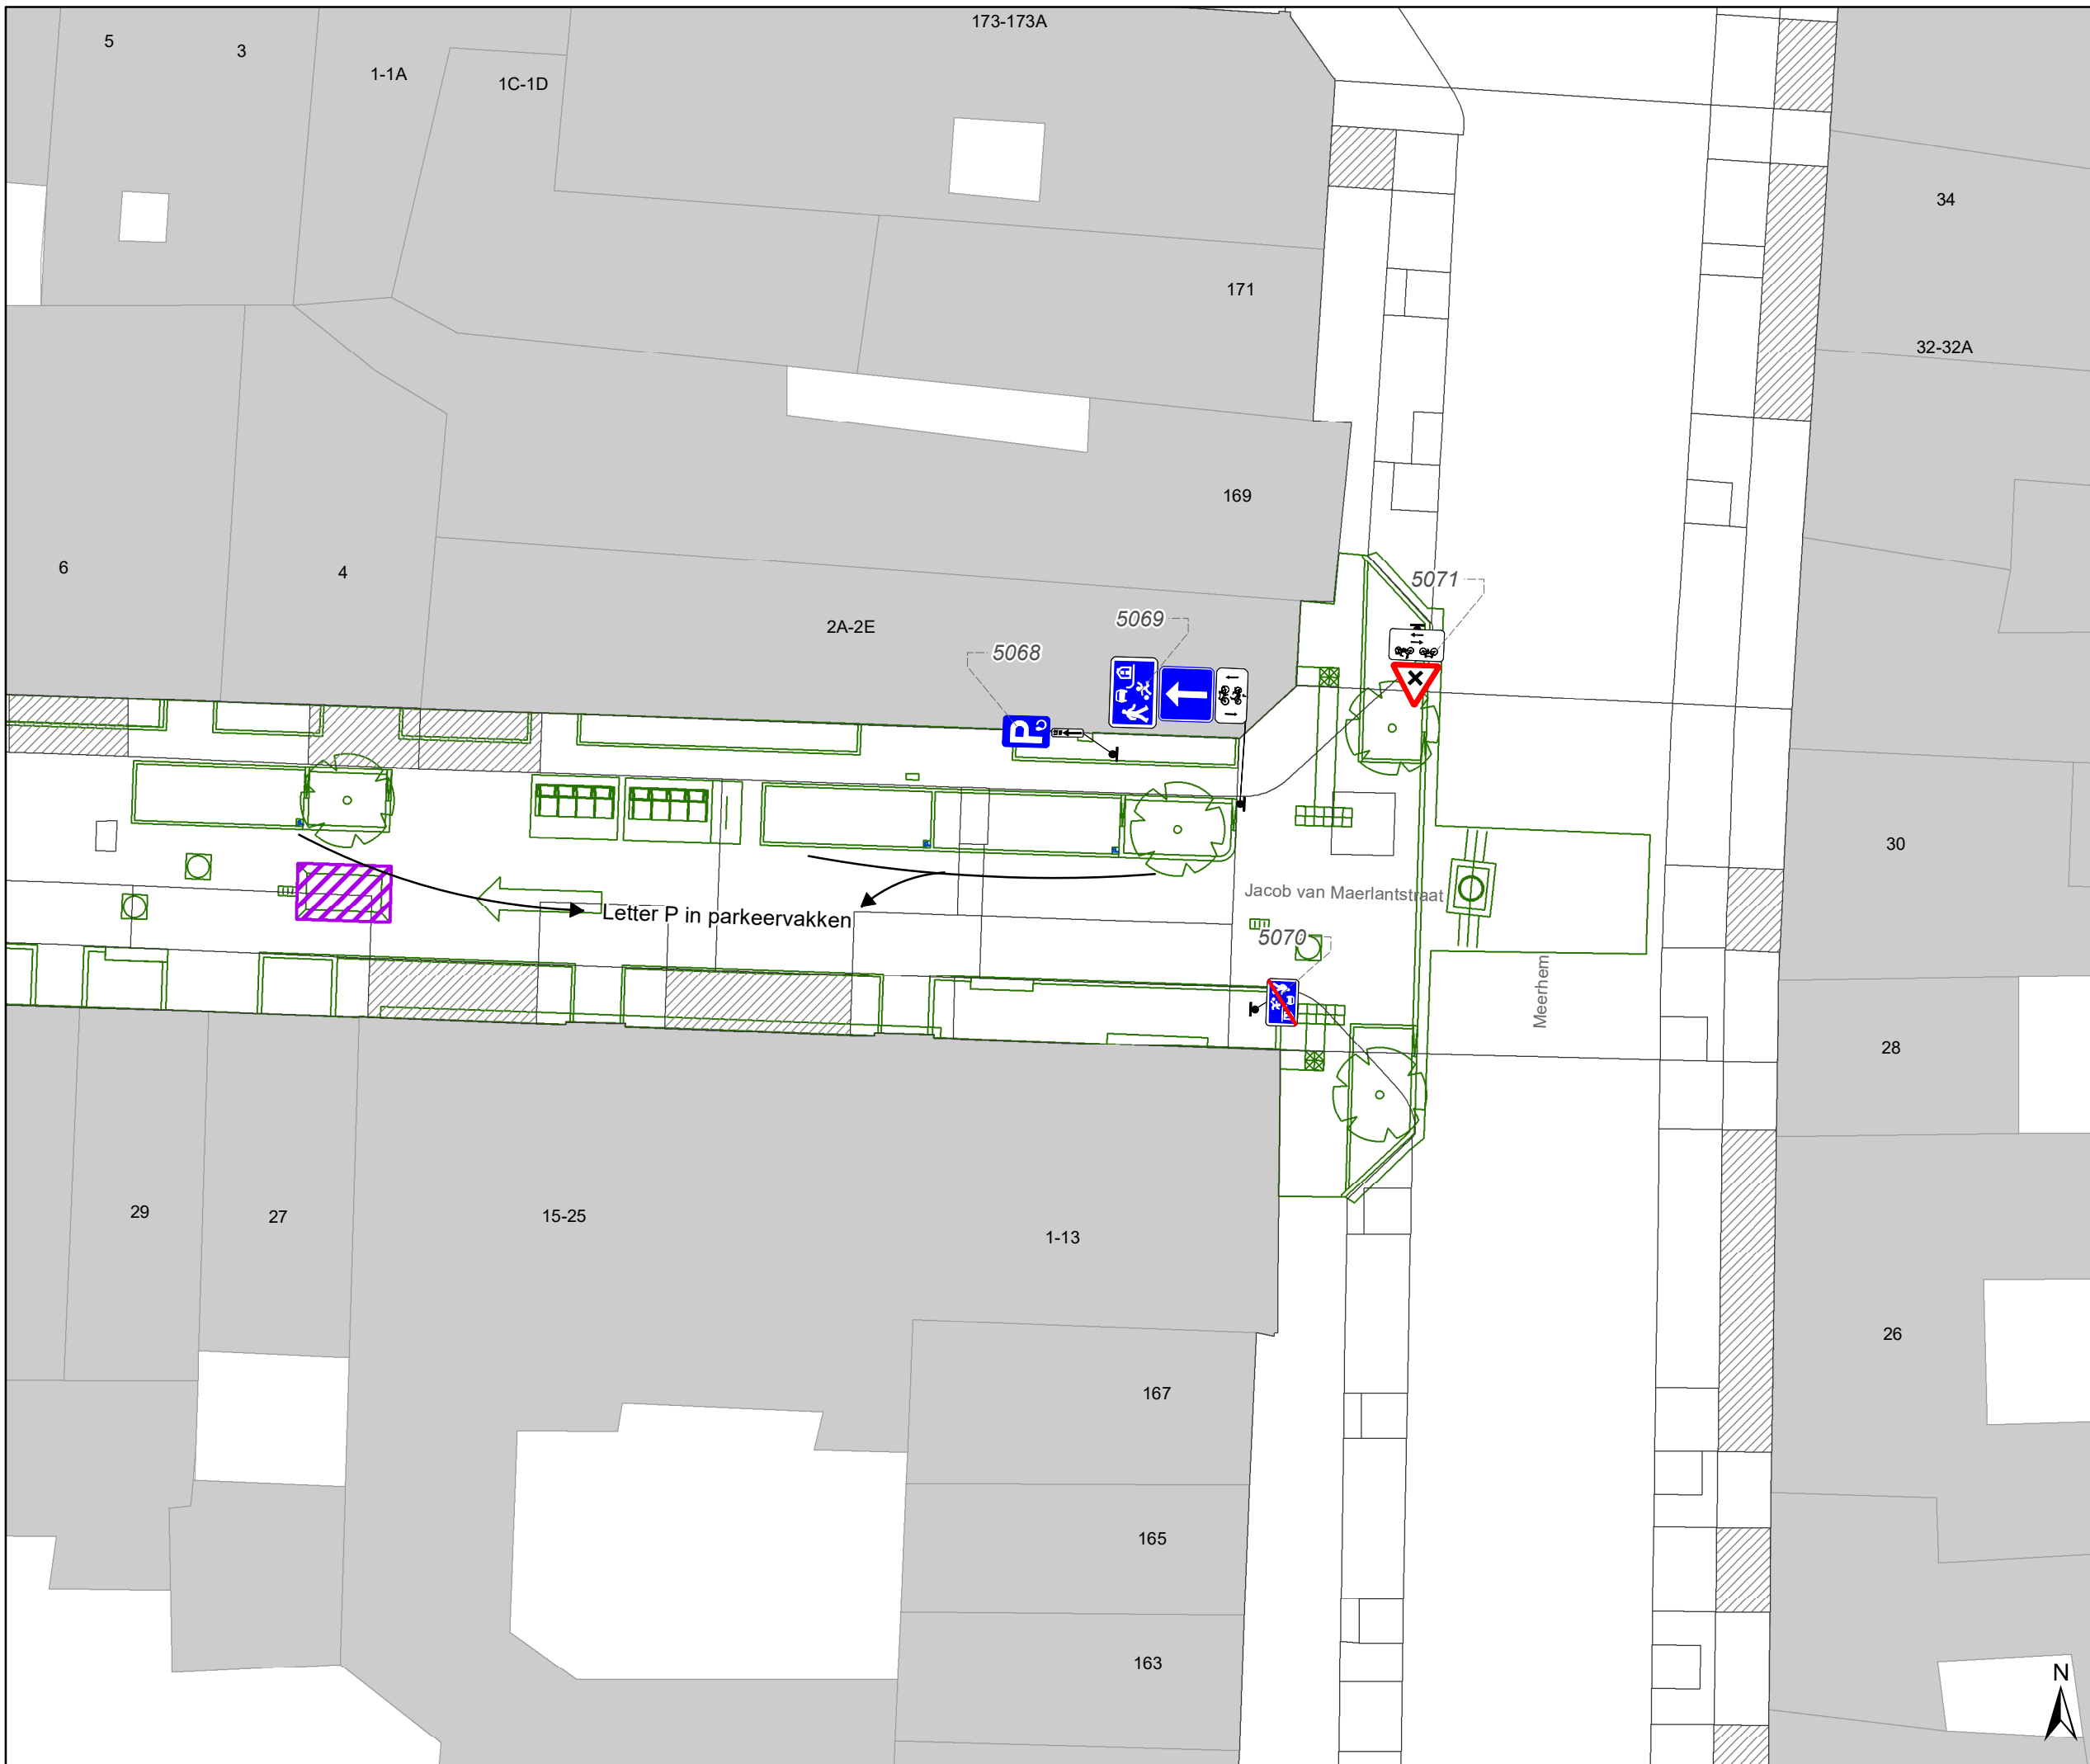 173-173A
5
3
1-1A
1C-1D
34
171
32-32A
169
6
4
5071
5069
2A-2E
5068
P
30
Jacob van Maerlantstraat
Letter P in parkeervakken
5070
Meerhem
28
29
27
15-25
1-13
26
167
165
163
N